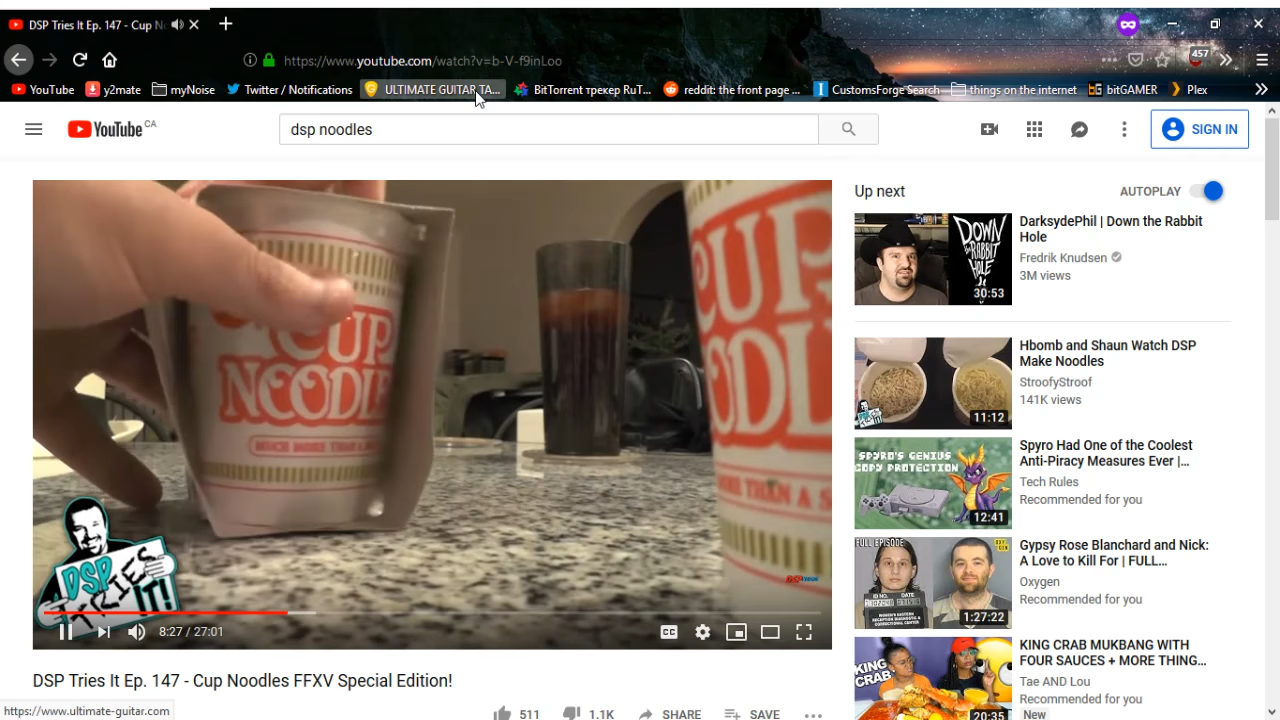 DSP Tries It Ep. 147 - Cup N
https://www.youtube.com/watch?v=b-V-f9inLoo
457
YouTube
y2mate
myNoise
Twitter / Notifications
ULTIMATE GUITAR TA...
BitTorrent трекер RuT...
reddit: the front page ...
CustomsForge Search
things on the internet
bitGAMER
Plex
YouTube CA
dsp noodles
SIGN IN
CUP
NOODLE
CUP
NOODL
DSP
TRIES
IT!
8:27 / 27:01
CC
DSP Tries It Ep. 147 - Cup Noodles FFXV Special Edition!
511
1.1K
SHARE
SAVE
https://www.ultimate-guitar.com
Up next
AUTOPLAY
DOWN
THE
RABBIT
HOLE
30:53
DarksydePhil | Down the Rabbit
Hole
Fredrik Knudsen
3M views
11:12
Hbomb and Shaun Watch DSP
Make Noodles
StroofyStroof
141K views
SPYRO'S GENIUS
COPY PROTECTION
12:41
Spyro Had One of the Coolest
Anti-Piracy Measures Ever |...
Tech Rules
Recommended for you
FULL EPISODE
1:27:22
Gypsy Rose Blanchard and Nick:
A Love to Kill For | FULL...
Oxygen
Recommended for you
KING
CRAB
20:35
KING CRAB MUKBANG WITH
FOUR SAUCES + MORE THING...
Tae AND Lou
Recommended for you
New